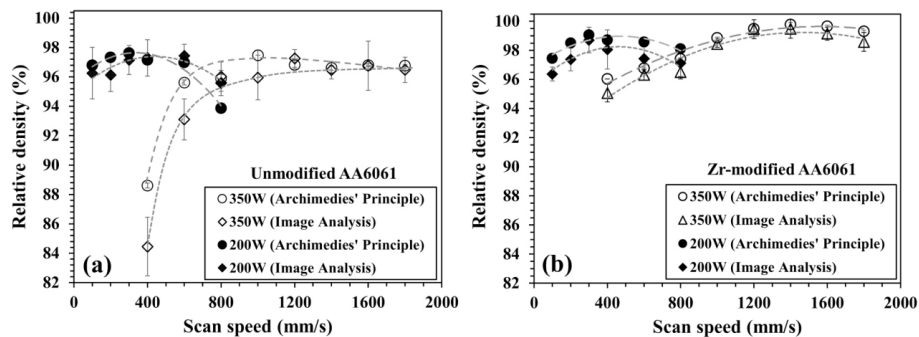 100
98
96
94
92
90
88
86
84
82
Relative density (%)
Unmodified AA6061
350W (Archimedies' Principle)
350W (Image Analysis)
200W (Archimedies' Principle)
200W (Image Analysis)
(a)
0 400 800 1200 1600 2000
Scan speed (mm/s)
100
98
96
94
92
90
88
86
84
82
Relative density (%)
Zr-modified AA6061
350W (Archimedies' Principle)
350W (Image Analysis)
200W (Archimedies' Principle)
200W (Image Analysis)
(b)
0 400 800 1200 1600 2000
Scan speed (mm/s)